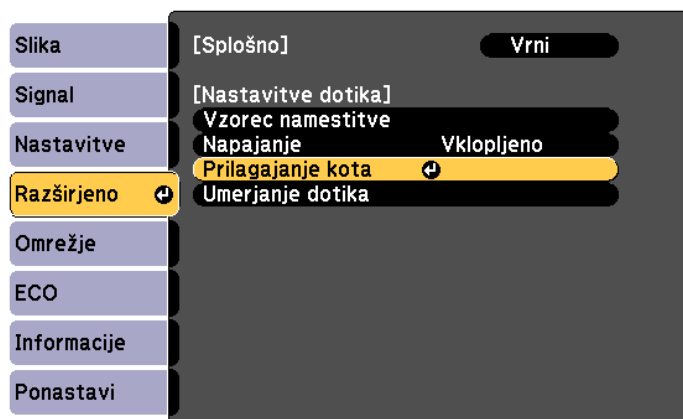 Slika
Signal
Nastavitve
Razširjeno
Omrežje
ECO
Informacije
Ponastavi
[Splošno] Vrni
[Nastavitve dotika]
Vzorec namestitve
Napajanje Vklopljeno
Prilagajanje kota
Umerjanje dotika